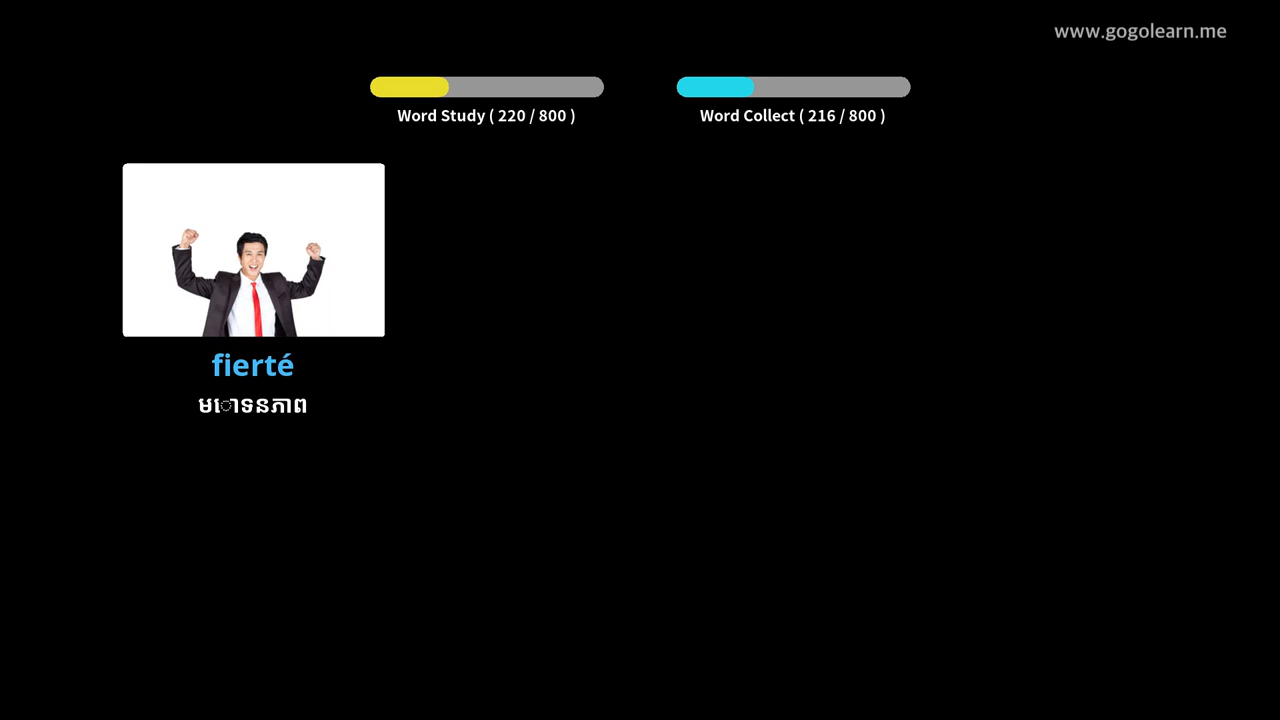 www.gogolearn.me
Word Study ( 220 / 800 )
Word Collect ( 216 / 800 )
fierté
មោទនភាព